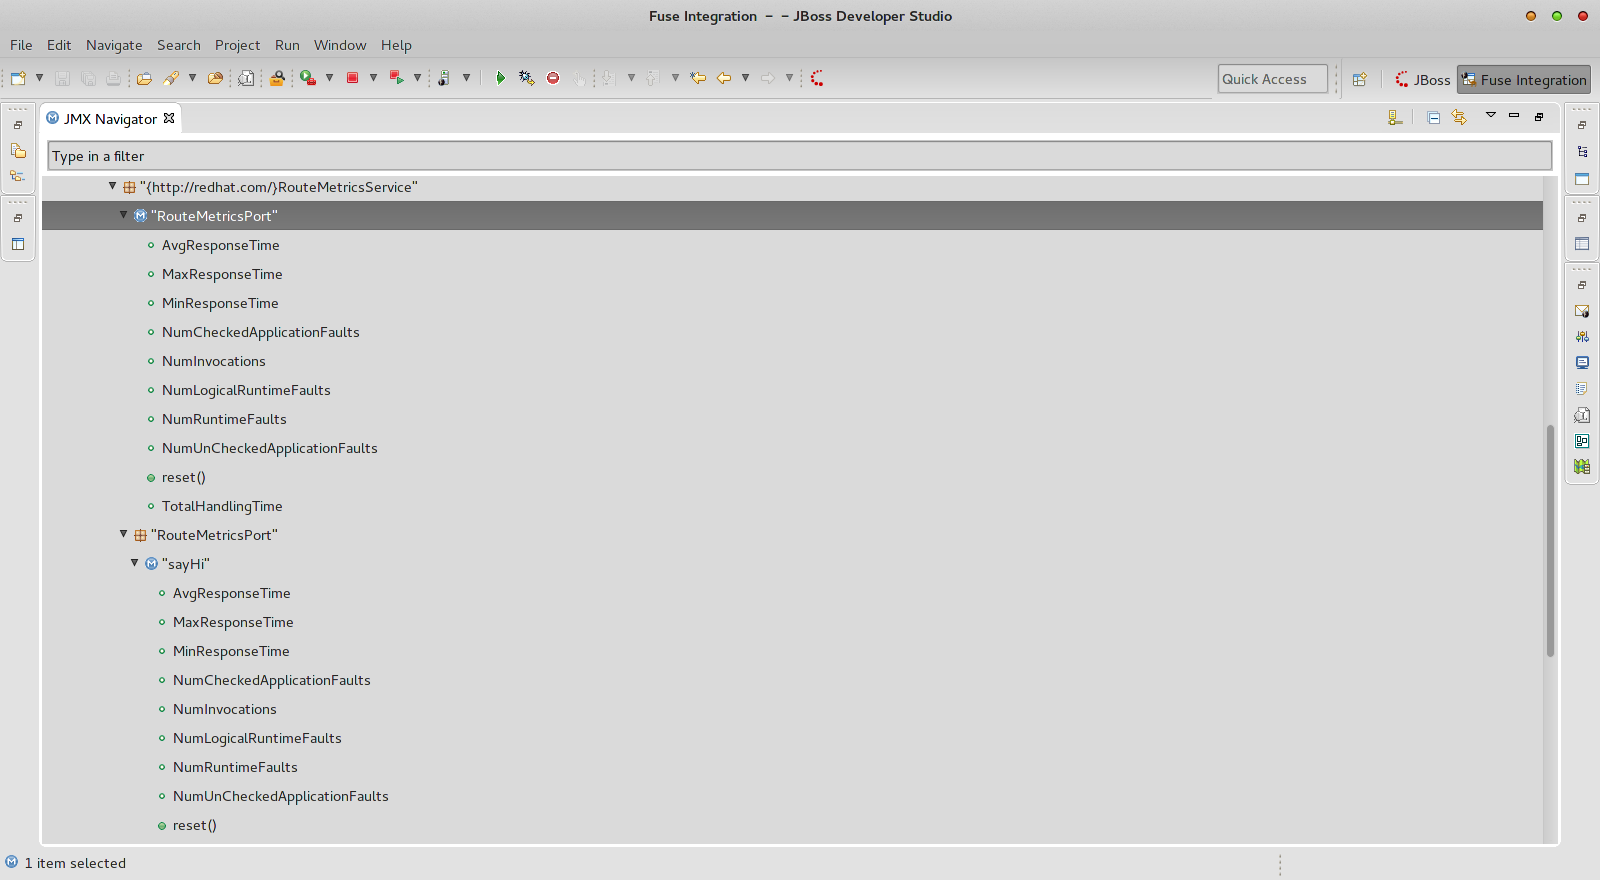 Fuse Integration - - JBoss Developer Studio
File Edit Navigate Search Project Run Window Help
Quick Access JBoss Fuse Integration
JMX Navigator
Type in a filter
"{http://redhat.com/}RouteMetricsService"
"RouteMetricsPort"
AvgResponseTime
MaxResponseTime
MinResponseTime
NumCheckedApplicationFaults
NumInvocations
NumLogicalRuntimeFaults
NumRuntimeFaults
NumUnCheckedApplicationFaults
reset()
TotalHandlingTime
"RouteMetricsPort"
"sayHi"
AvgResponseTime
MaxResponseTime
MinResponseTime
NumCheckedApplicationFaults
NumInvocations
NumLogicalRuntimeFaults
NumRuntimeFaults
NumUnCheckedApplicationFaults
reset()
1 item selected